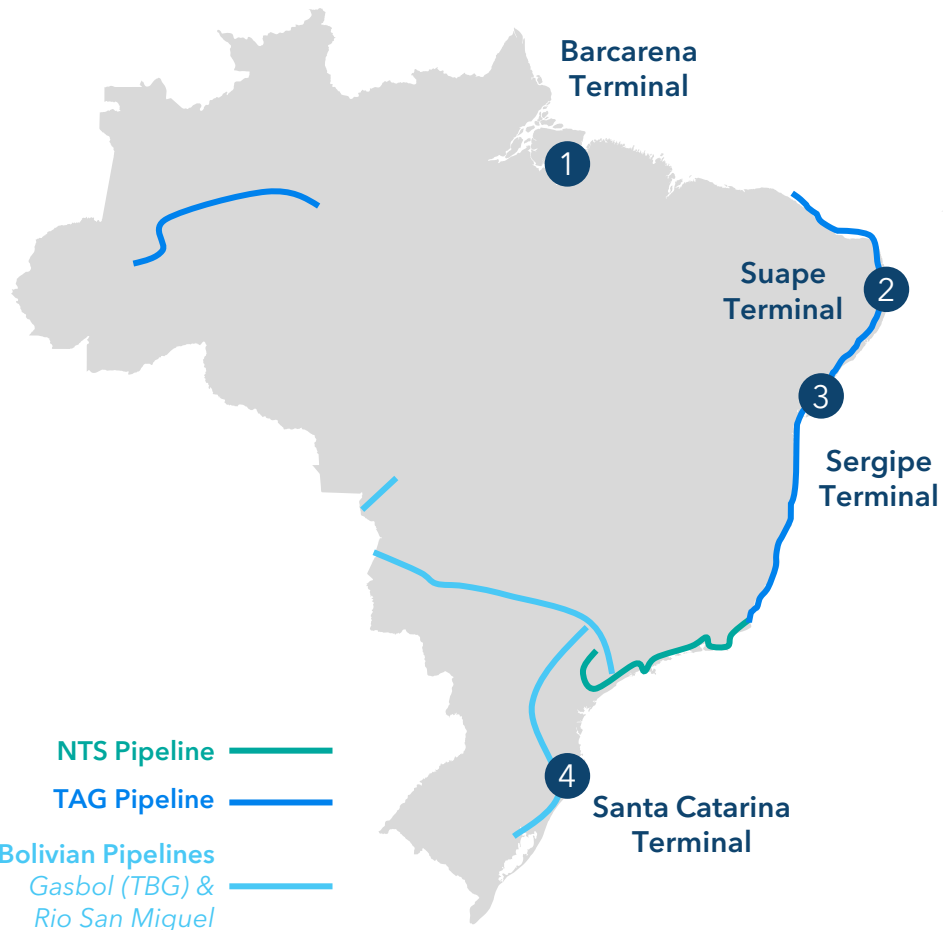 Barcarena
Terminal
1
Suape
Terminal
2
3
Sergipe
Terminal
4
Santa Catarina
Terminal
NTS Pipeline
TAG Pipeline
Bolivian Pipelines
Gasbol (TBG) &
Rio San Miguel